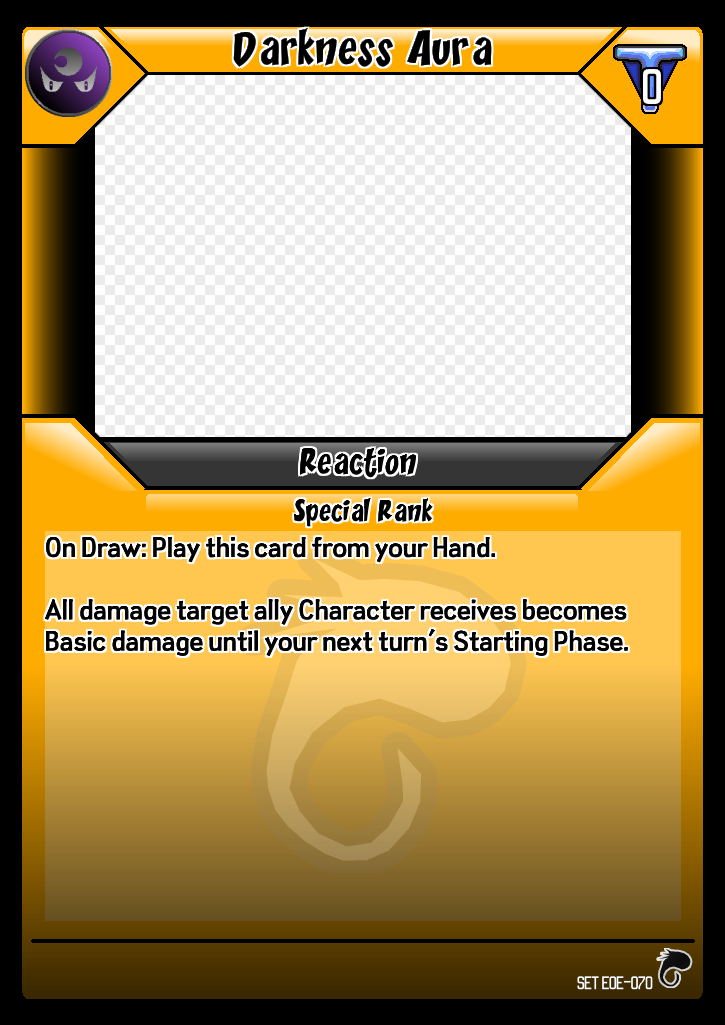 Darkness Aura
0
Reaction
Special Rank
On Draw: Play this card from your Hand.
All damage target ally Character receives becomes
Basic damage until your next turn's Starting Phase.
SET EOE-070